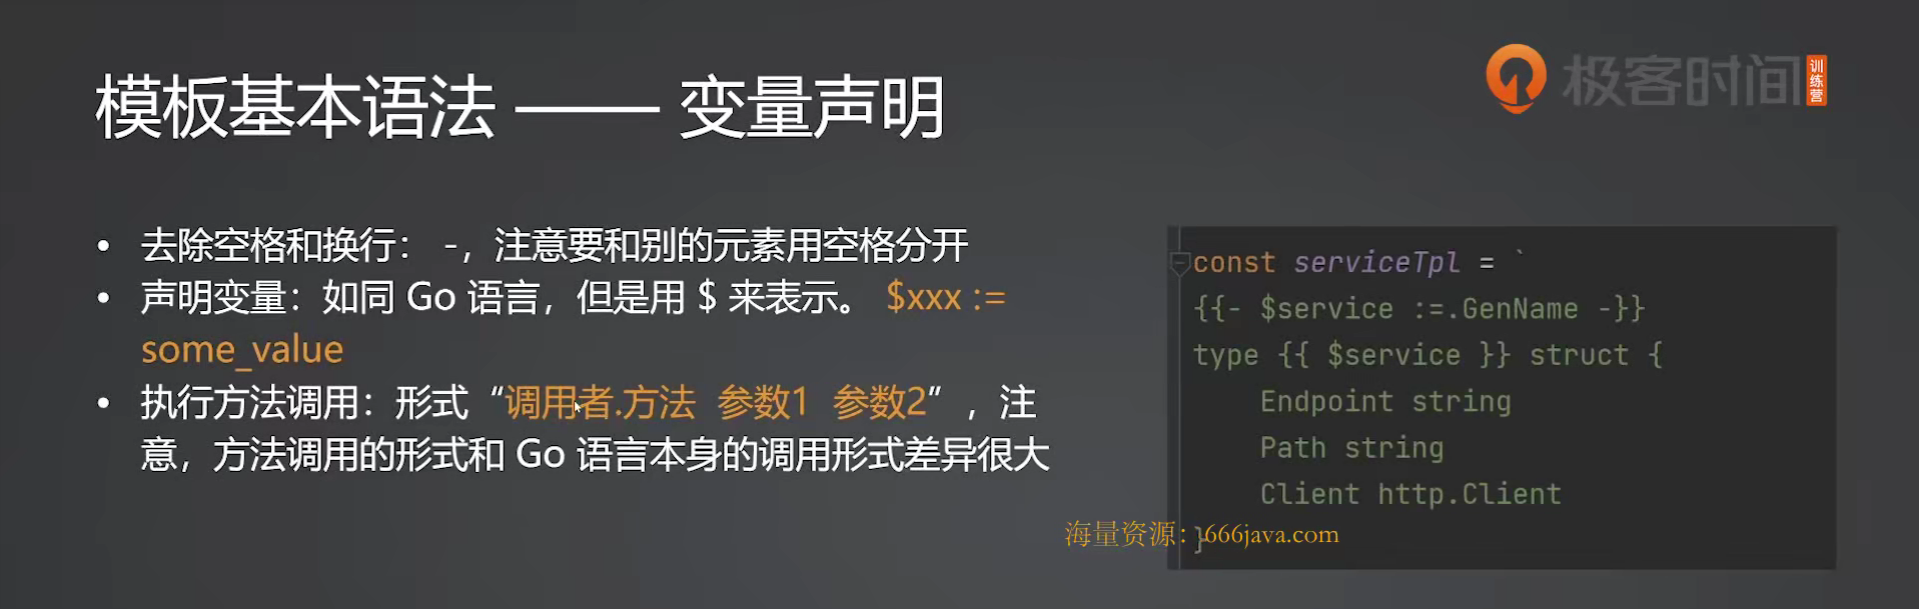 极客时间
训练营
模板基本语法 —— 变量声明
• 去除空格和换行： -，注意要和别的元素用空格分开
• 声明变量：如同 Go 语言，但是用 $ 来表示。 $xxx :=
some_value
• 执行方法调用：形式“调用者.方法 参数1 参数2”，注
意，方法调用的形式和 Go 语言本身的调用形式差异很大
const serviceTpl = `
{{- $service :=.GenName -}}
type {{ $service }} struct {
Endpoint string
Path string
Client http.Client
}
海量资源：666java.com